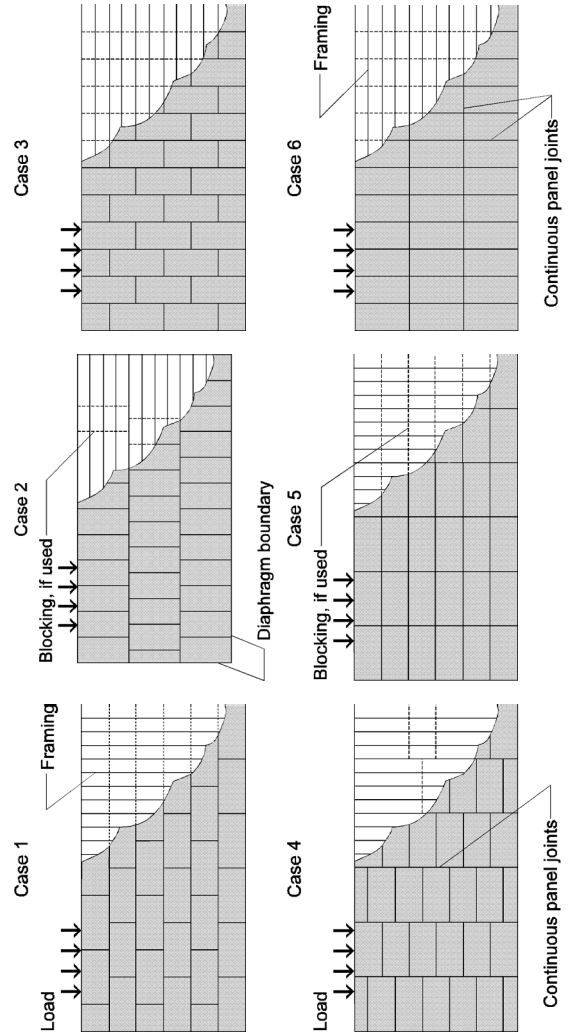 Case 1
Framing
Load
Case 2
Blocking, if used
Diaphragm boundary
Case 3
Case 4
Continuous panel joints
Case 5
Blocking, if used
Case 6
Framing
Continuous panel joints